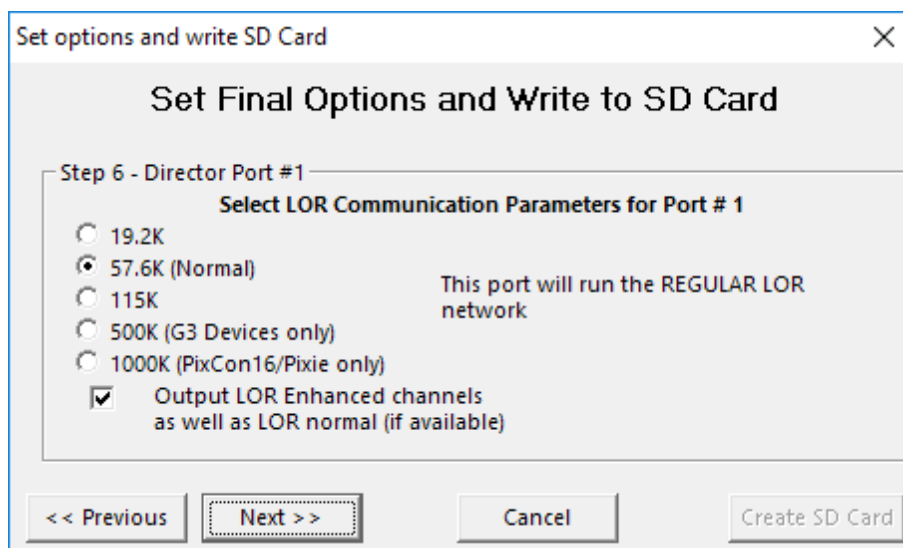 Set options and write SD Card
Set Final Options and Write to SD Card
Step 6 - Director Port #1
Select LOR Communication Parameters for Port # 1
19.2K
57.6K (Normal)
115K
500K (G3 Devices only)
1000K (PixCon16/Pixie only)
This port will run the REGULAR LOR
network
Output LOR Enhanced channels
as well as LOR normal (if available)
<< Previous
Next >>
Cancel
Create SD Card